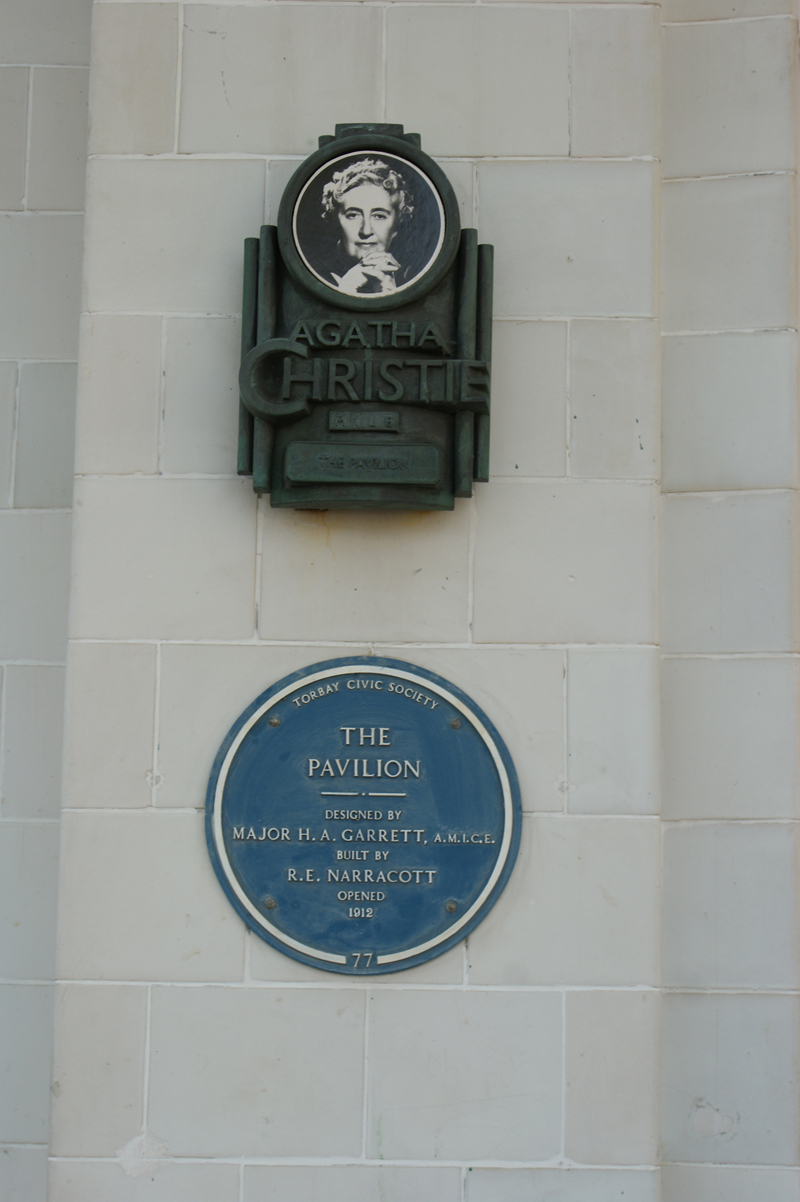 AGATHA
CHRISTIE
MILE
THE PAVILION
TORBAY CIVIC SOCIETY
THE
PAVILION
DESIGNED BY
MAJOR H. A. GARRETT, A.M.I.C.E.
BUILT BY
R.E. NARRACOTT
OPENED
1912
77